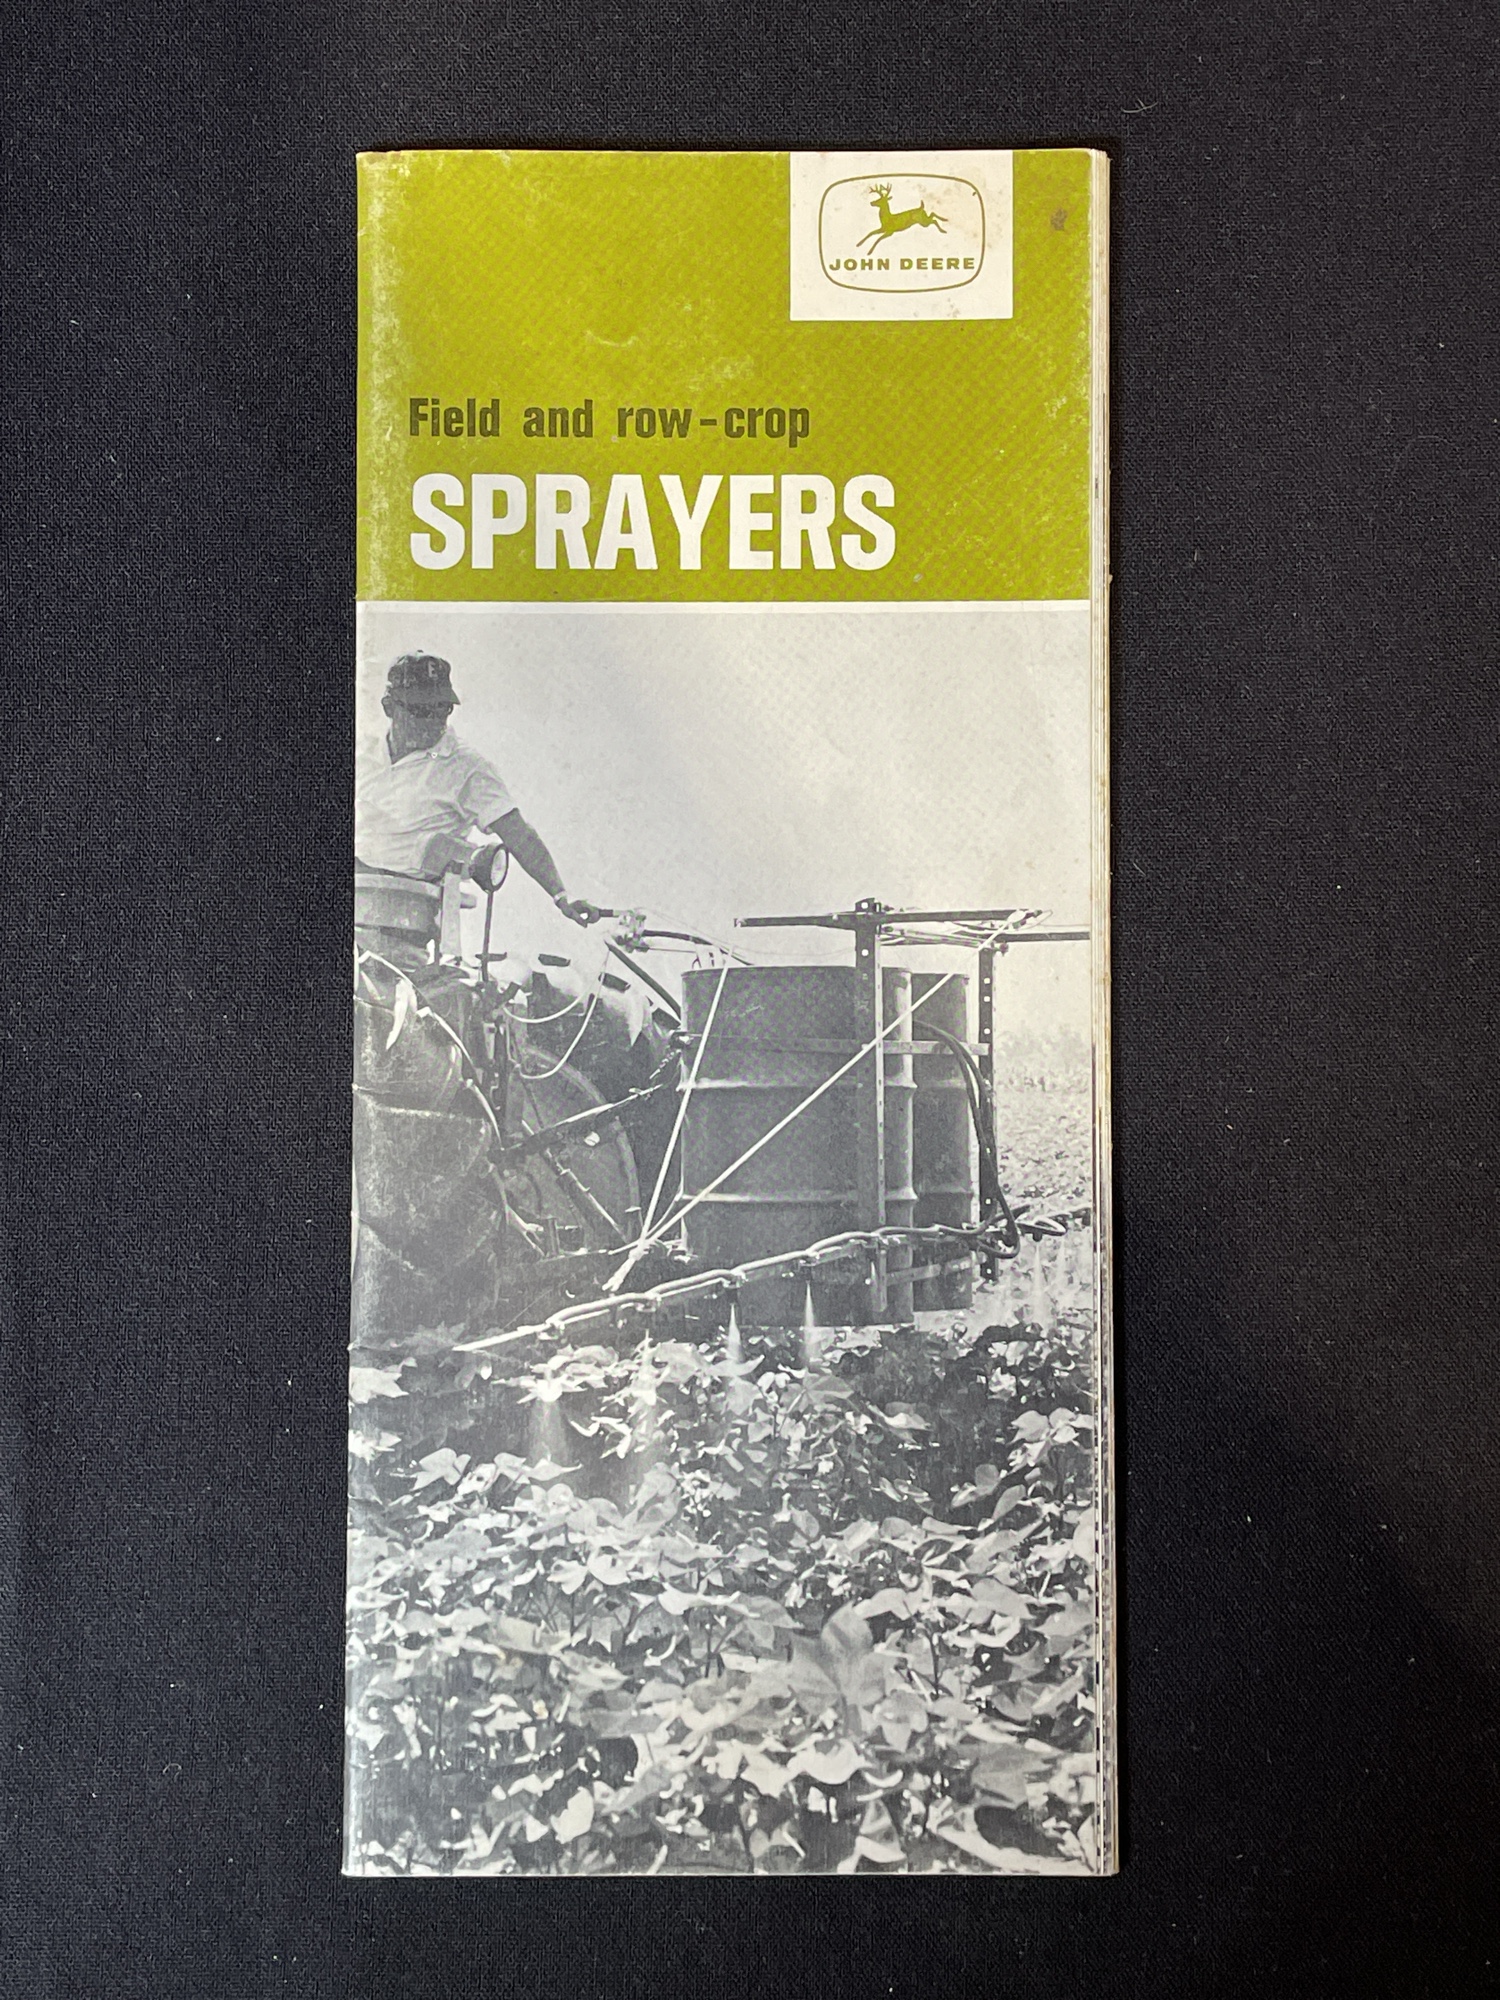 JOHN DEERE
Field and row-crop
SPRAYERS
E